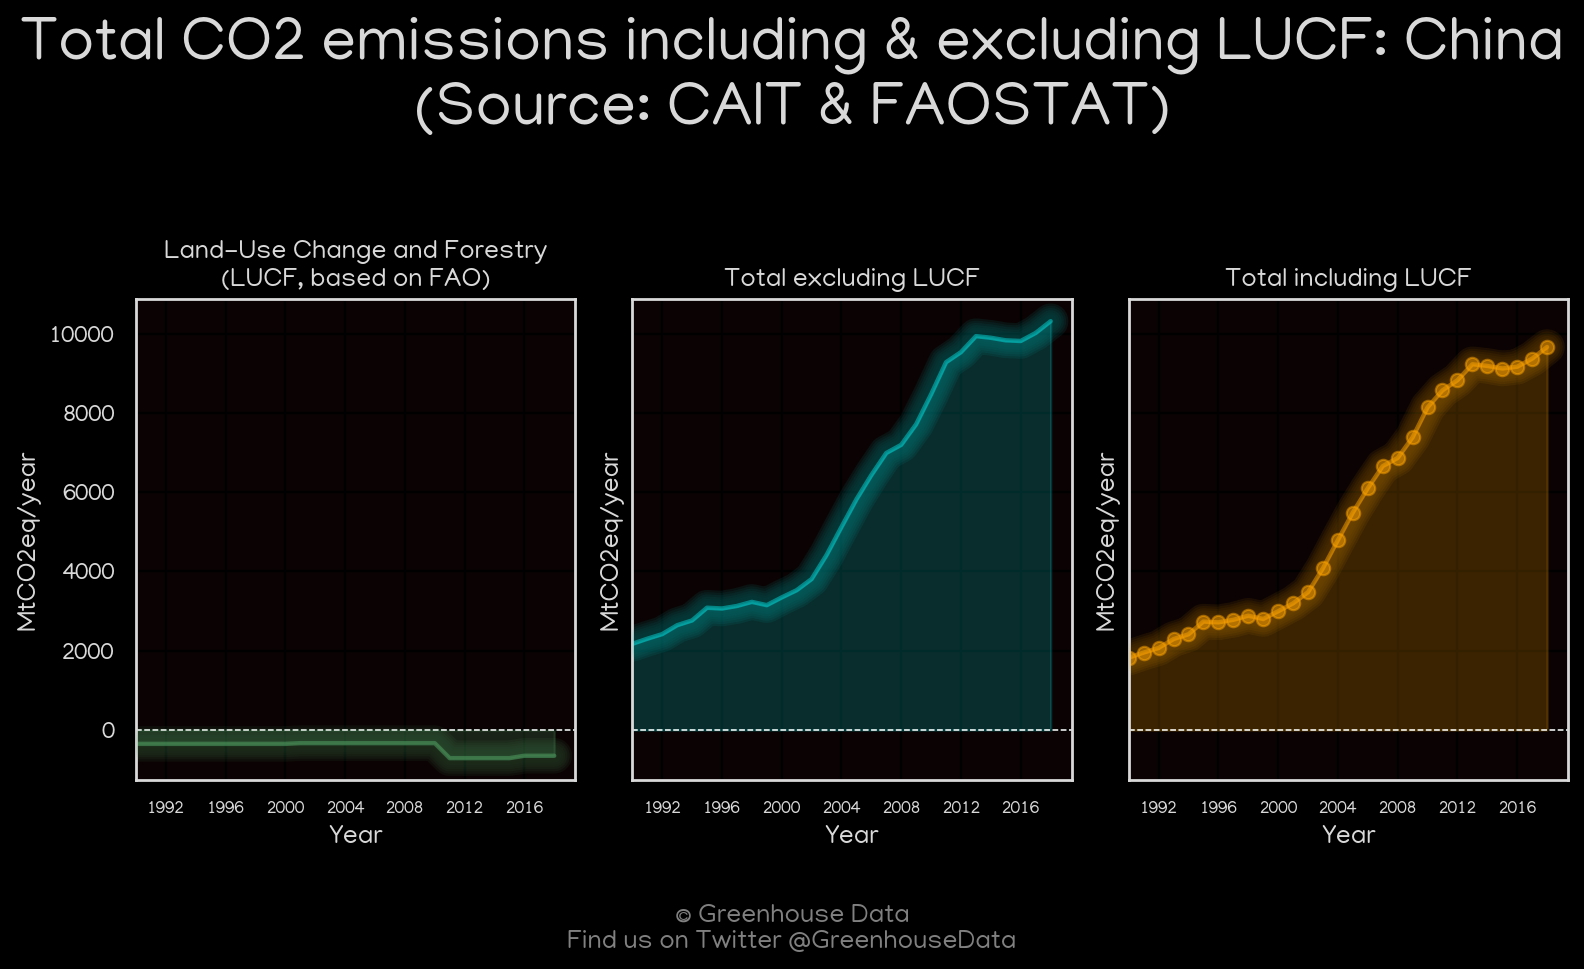 Total CO2 emissions including & excluding LUCF: China
(Source: CAIT & FAOSTAT)
Land-Use Change and Forestry
(LUCF, based on FAO)
Total excluding LUCF
Total including LUCF
10000
8000
6000
4000
2000
0
MtCO2eq/year
MtCO2eq/year
MtCO2eq/year
1992 1996 2000 2004 2008 2012 2016
1992 1996 2000 2004 2008 2012 2016
1992 1996 2000 2004 2008 2012 2016
Year
Year
Year
© Greenhouse Data
Find us on Twitter @GreenhouseData